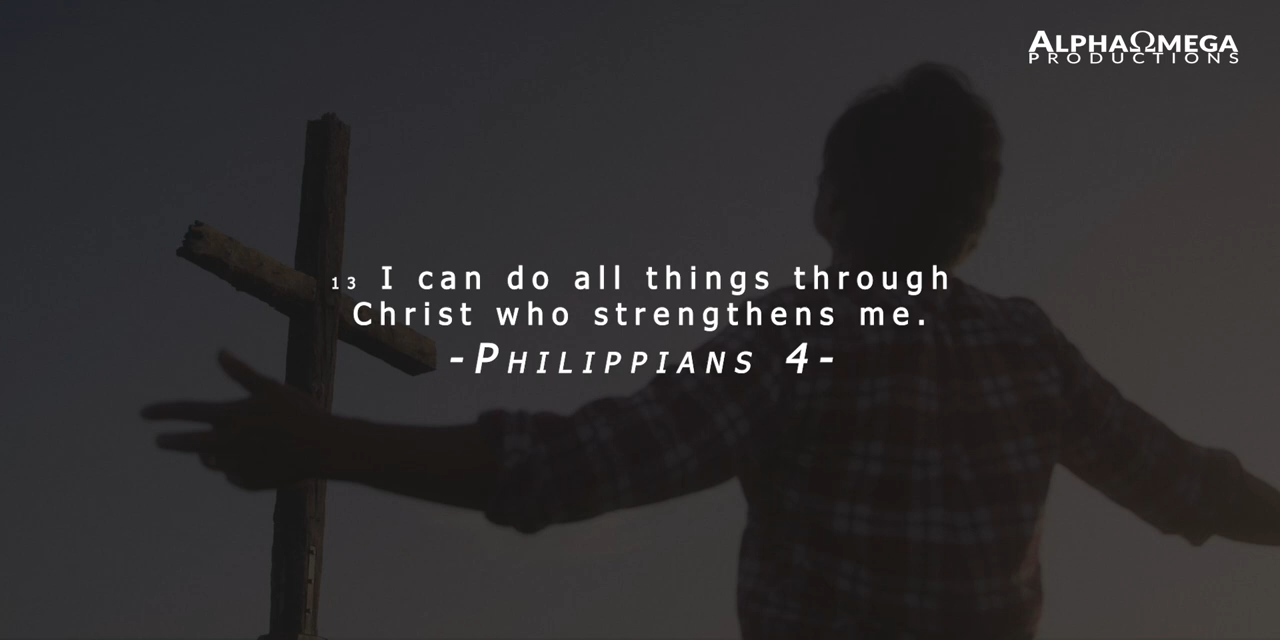 AlphaΩmega
PRODUCTIONS
13 I can do all things through
Christ who strengthens me.
-Philippians 4-